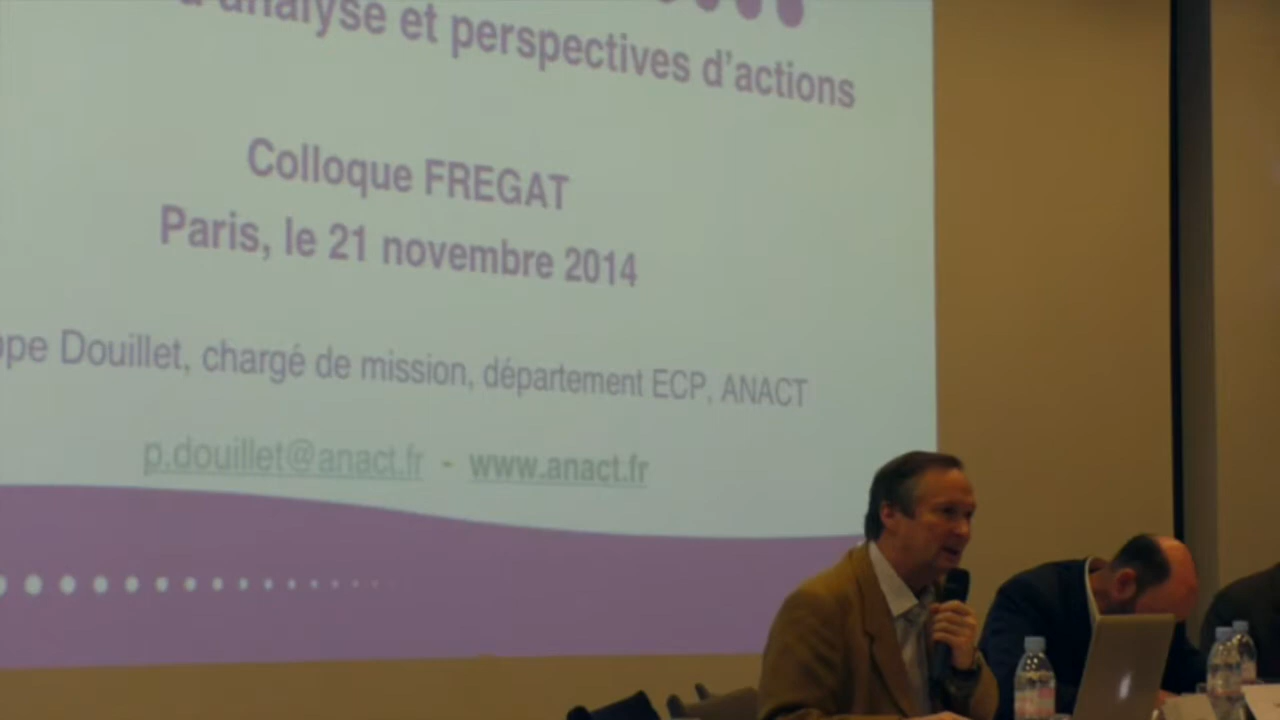 d'analyse et perspectives d'actions
Colloque FREGAT
Paris, le 21 novembre 2014
ppe Douillet, chargé de mission, département ECP, ANACT
p.douillet@anact.fr - www.anact.fr